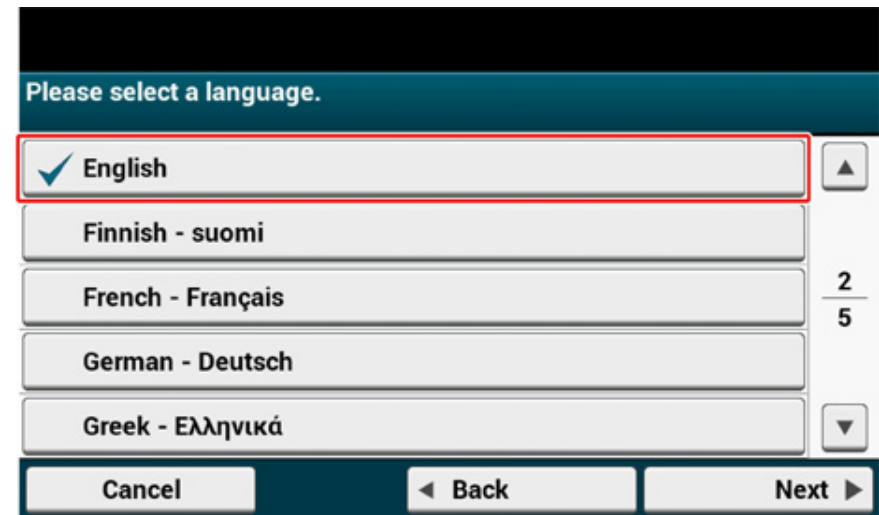 Please select a language.
English
Finnish - suomi
French - Français
2
5
German - Deutsch
Greek - Ελληνικά
Cancel
Back
Next